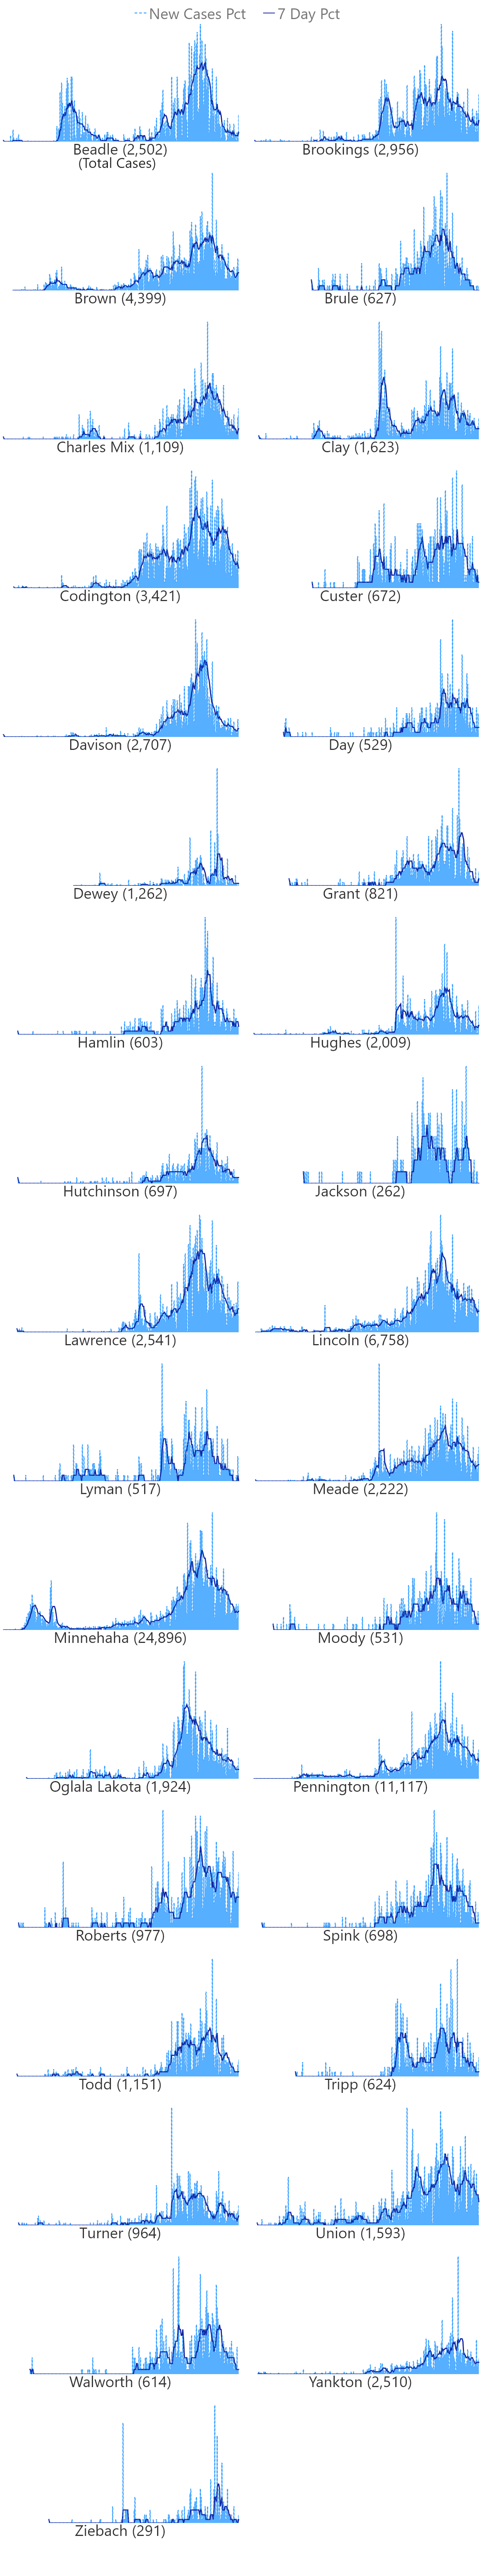 New Cases Pct 7 Day Pct
Beadle (2,502) Brookings (2,956)
(Total Cases)
Brown (4,399) Brule (627)
Charles Mix (1,109) Clay (1,623)
Codington (3,421) Custer (672)
Davison (2,707) Day (529)
Dewey (1,262) Grant (821)
Hamlin (603) Hughes (2,009)
Hutchinson (697) Jackson (262)
Lawrence (2,541) Lincoln (6,758)
Lyman (517) Meade (2,222)
Minnehaha (24,896) Moody (531)
Oglala Lakota (1,924) Pennington (11,117)
Roberts (977) Spink (698)
Todd (1,151) Tripp (624)
Turner (964) Union (1,593)
Walworth (614) Yankton (2,510)
Ziebach (291)